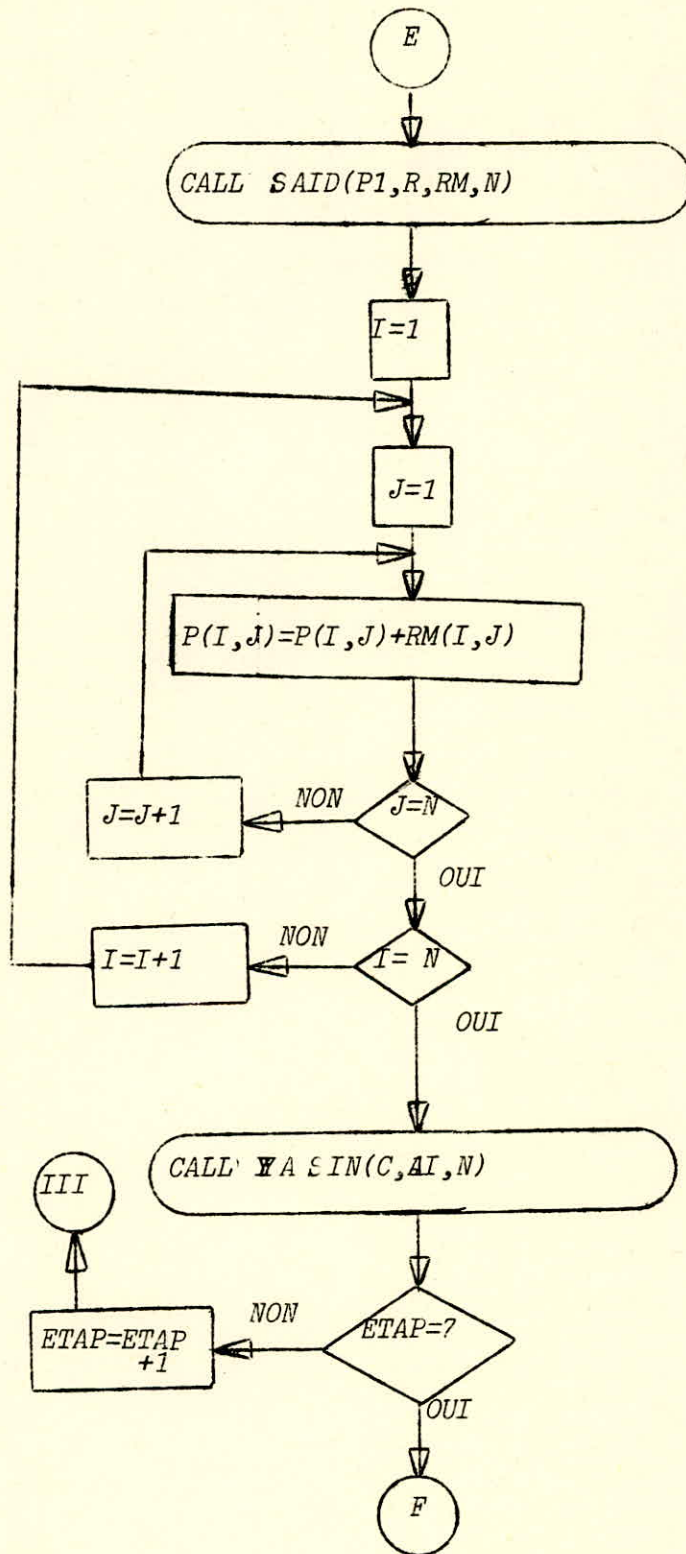 E
CALL SAID(P1,R,RM,N)
I=1
J=1
P(I,J)=P(I,J)+RM(I,J)
J=N
NON
J=J+1
OUI
I= N
NON
I=I+1
OUI
CALL YASIN(C,AI,N)
III
ETAP=?
NON
ETAP=ETAP
+1
OUI
F